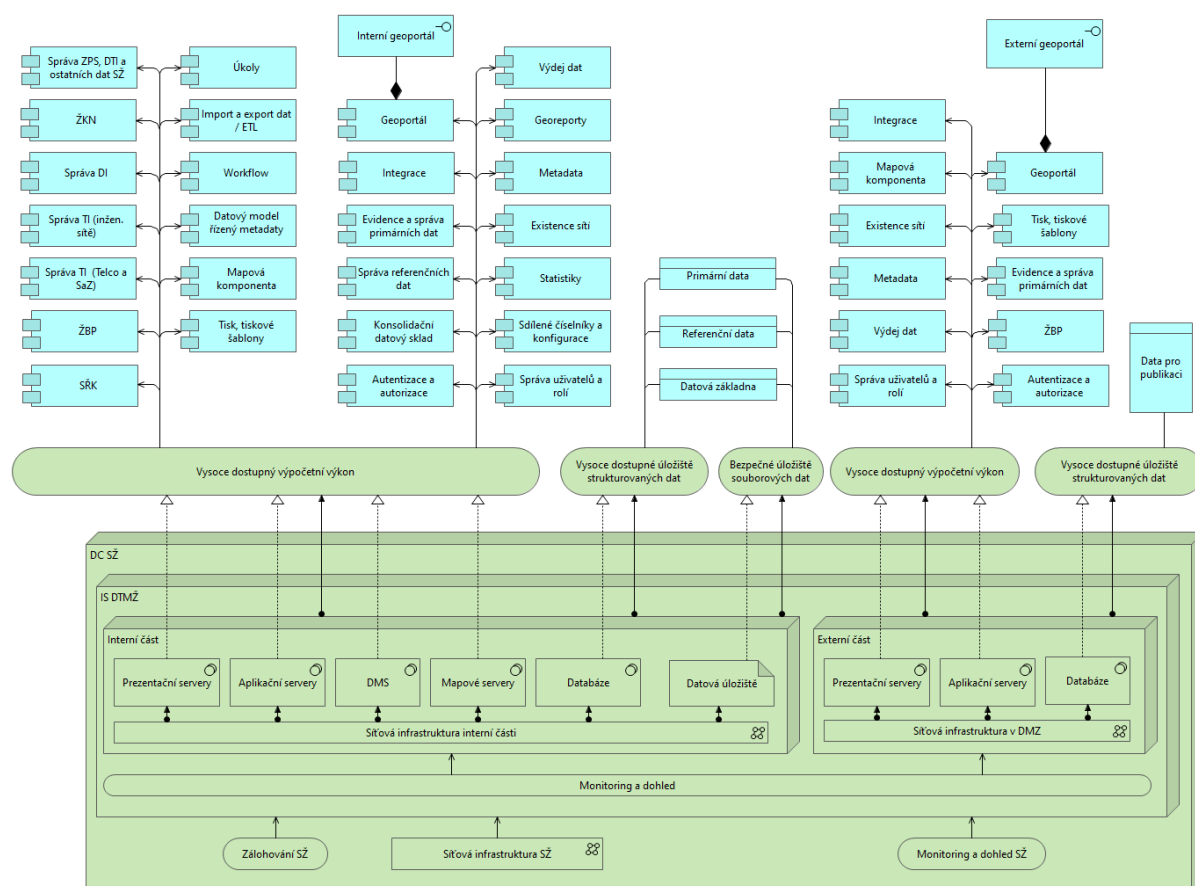 Interní geoportál
Externí geoportál
Správa ZPS, DTI a
ostatních dat SŽ
Úkoly
Výdej dat
ŽKN
Import a export dat
/ ETL
Geoportál
Georeporty
Integrace
Správa DI
Workflow
Integrace
Metadata
Mapová
komponenta
Geoportál
Správa TI (inžen.
sítě)
Datový model
řízený metadaty
Evidence a správa
primárních dat
Existence sítí
Existence sítí
Tisk, tiskové
šablony
Správa TI (Telco a
SaZ)
Mapová
komponenta
Správa referenčních
dat
Statistiky
Primární data
Metadata
Evidence a správa
primárních dat
ŽBP
Tisk, tiskové
šablony
Konsolidační
datový sklad
Sdílené číselníky a
konfigurace
Referenční data
Výdej dat
ŽBP
Data pro
publikaci
SŘK
Autentizace a
autorizace
Správa uživatelů a
rolí
Datová základna
Správa uživatelů a
rolí
Autentizace a
autorizace
Vysoce dostupný výpočetní výkon
Vysoce dostupné úložiště
strukturovaných dat
Bezpečné úložiště
souborových dat
Vysoce dostupný výpočetní výkon
Vysoce dostupné úložiště
strukturovaných dat
DC SŽ
IS DTMŽ
Interní část
Externí část
Prezentační servery
Aplikační servery
DMS
Mapové servery
Databáze
Datová úložiště
Prezentační servery
Aplikační servery
Databáze
Síťová infrastruktura interní části
Síťová infrastruktura v DMZ
Monitoring a dohled
Zálohování SŽ
Síťová infrastruktura SŽ
Monitoring a dohled SŽ